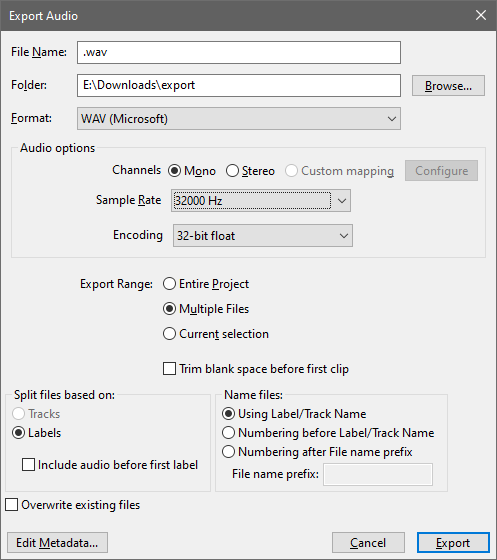 Export Audio
File Name: .wav
Folder: E:\Downloads\export Browse...
Format: WAV (Microsoft)
Audio options
Channels Mono Stereo Custom mapping Configure
Sample Rate 32000 Hz
Encoding 32-bit float
Export Range: Entire Project
Multiple Files
Current selection
Trim blank space before first clip
Split files based on:
Tracks
Labels
Include audio before first label
Name files:
Using Label/Track Name
Numbering before Label/Track Name
Numbering after File name prefix
File name prefix:
Overwrite existing files
Edit Metadata... Cancel Export